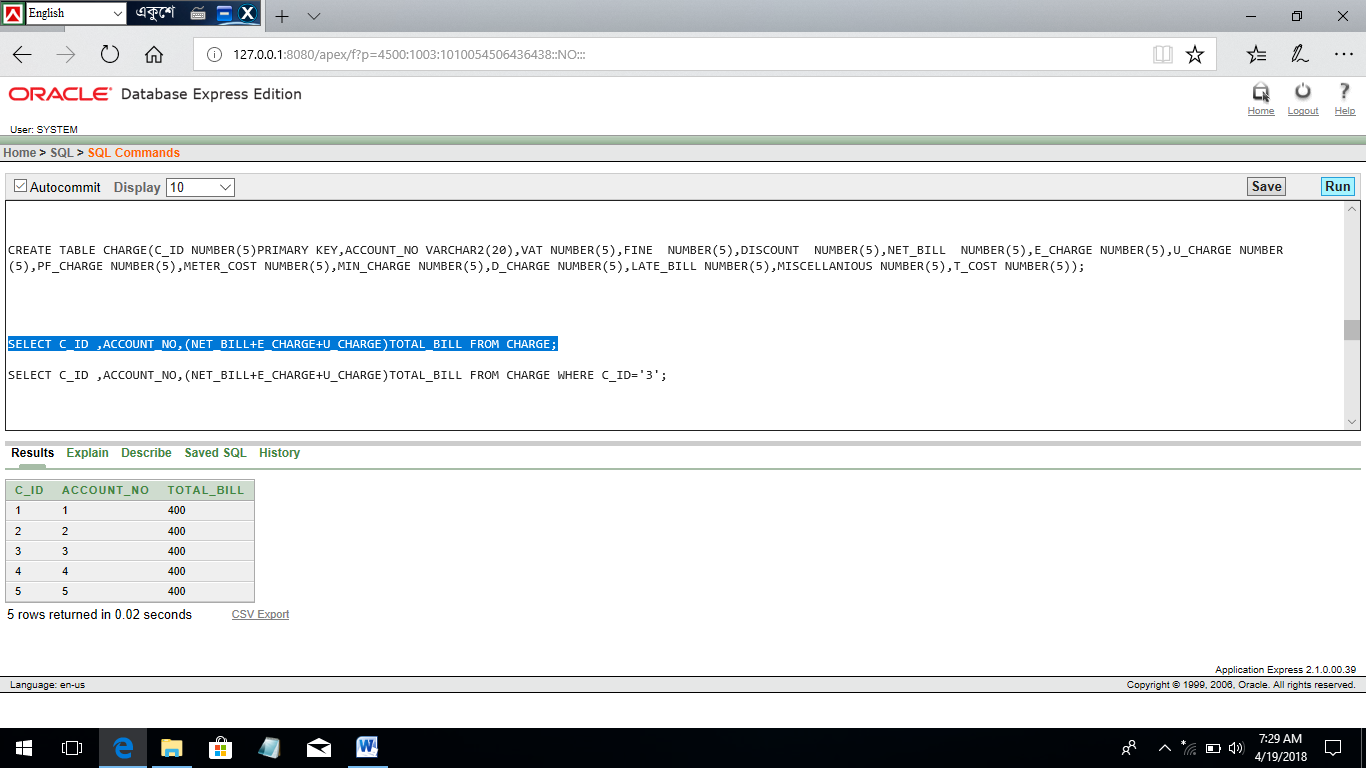 English
একুশে
127.0.0.1:8080/apex/f?p=4500:1003:1010054506436438::NO:::
ORACLE Database Express Edition
Home Logout Help
User: SYSTEM
Home > SQL > SQL Commands
Autocommit Display 10 Save Run
CREATE TABLE CHARGE(C_ID NUMBER(5)PRIMARY KEY,ACCOUNT_NO VARCHAR2(20),VAT NUMBER(5),FINE  NUMBER(5),DISCOUNT  NUMBER(5),NET_BILL  NUMBER(5),E_CHARGE NUMBER(5),U_CHARGE NUMBER
(5),PF_CHARGE NUMBER(5),METER_COST NUMBER(5),MIN_CHARGE NUMBER(5),D_CHARGE NUMBER(5),LATE_BILL NUMBER(5),MISCELLANIOUS NUMBER(5),T_COST NUMBER(5));
SELECT C_ID ,ACCOUNT_NO,(NET_BILL+E_CHARGE+U_CHARGE)TOTAL_BILL FROM CHARGE;
SELECT C_ID ,ACCOUNT_NO,(NET_BILL+E_CHARGE+U_CHARGE)TOTAL_BILL FROM CHARGE WHERE C_ID='3';
Results Explain Describe Saved SQL History
C_ID ACCOUNT_NO TOTAL_BILL
1 1 400
2 2 400
3 3 400
4 4 400
5 5 400
5 rows returned in 0.02 seconds CSV Export
Application Express 2.1.0.00.39
Language: en-us Copyright © 1999, 2006, Oracle. All rights reserved.
7:29 AM
4/19/2018